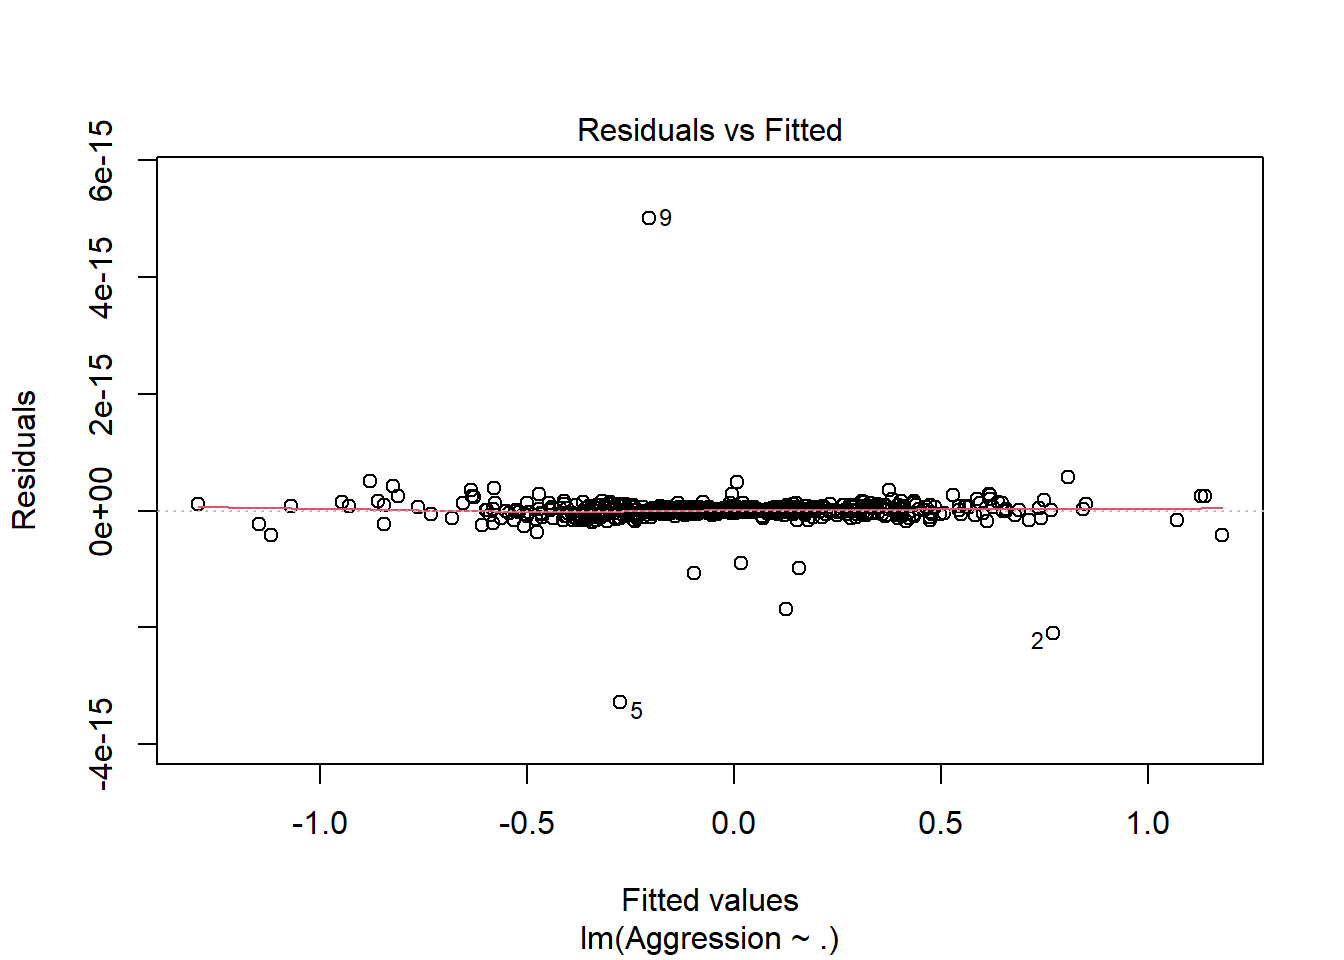 Residuals vs Fitted
Residuals
6e-15
4e-15
2e-15
0e+00
-4e-15
9
2
5
-1.0 -0.5 0.0 0.5 1.0
Fitted values
lm(Aggression ~ .)